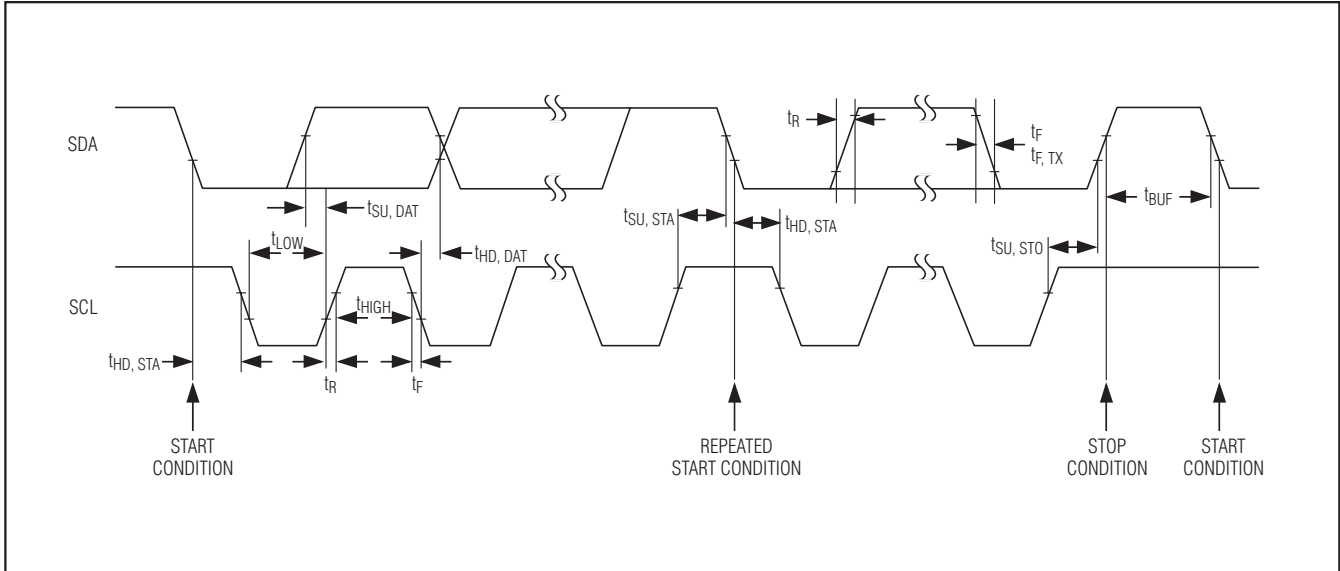 SDA
tR
tF
tF, TX
tSU, DAT
tSU, STA
tHD, STA
tBUF
tLOW
tHD, DAT
tSU, STO
SCL
tHIGH
tHD, STA
tR
tF
START
CONDITION
REPEATED
START CONDITION
STOP
CONDITION
START
CONDITION